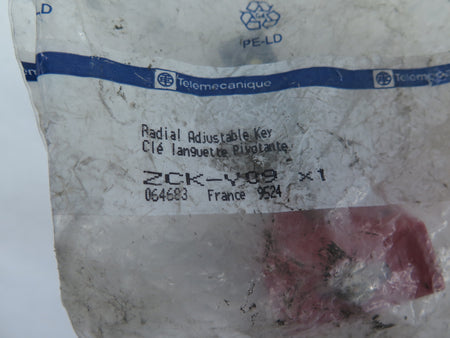 PE-LD
Telemecanique
Telemecanique
Radial Adjustable Key
Clé languette Pivotante
ZCK-Y09 x1
064683 France 9524